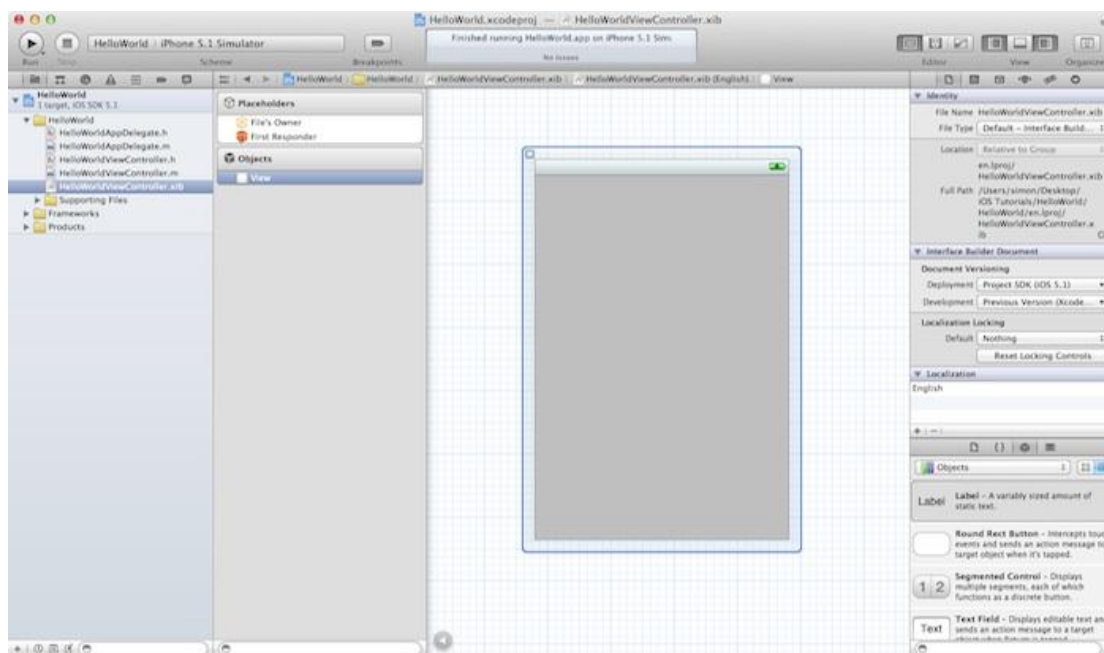 HelloWorld.xcodeproj — HelloWorldViewController.xib
HelloWorld iPhone 5.1 Simulator
Finished running HelloWorld.app on iPhone 5.1 Sim
No Issues
Run Stop Scheme Breakpoints Editor View Organize
HelloWorld HelloWorld HelloWorldViewController.xib HelloWorldViewController.xib (English) View
HelloWorld
1 target, iOS SDK 5.1
HelloWorld
HelloWorldAppDelegate.h
HelloWorldAppDelegate.m
HelloWorldViewController.h
HelloWorldViewController.m
HelloWorldViewController.xib
Supporting Files
Frameworks
Products
Placeholders
File's Owner
First Responder
Objects
View
Identity
File Name HelloWorldViewController.xib
File Type Default - Interface Build...
Location Relative to Group
en.lproj/
HelloWorldViewController.xib
Full Path /Users/simon/Desktop/
iOS Tutorials/HelloWorld/
HelloWorld/en.lproj/
HelloWorldViewController.x
ib
Interface Builder Document
Document Versioning
Deployment Project SDK (iOS 5.1)
Development Previous Version (Xcode...
Localization Locking
Default Nothing
Reset Locking Controls
Localization
English
Objects
Label Label - A variably sized amount of
static text.
Round Rect Button - Intercepts touc
events and sends an action message to
target object when it's tapped.
1 2 Segmented Control - Displays
multiple segments, each of which
functions as a discrete button.
Text Text Field - Displays editable text an
sends an action message to a target